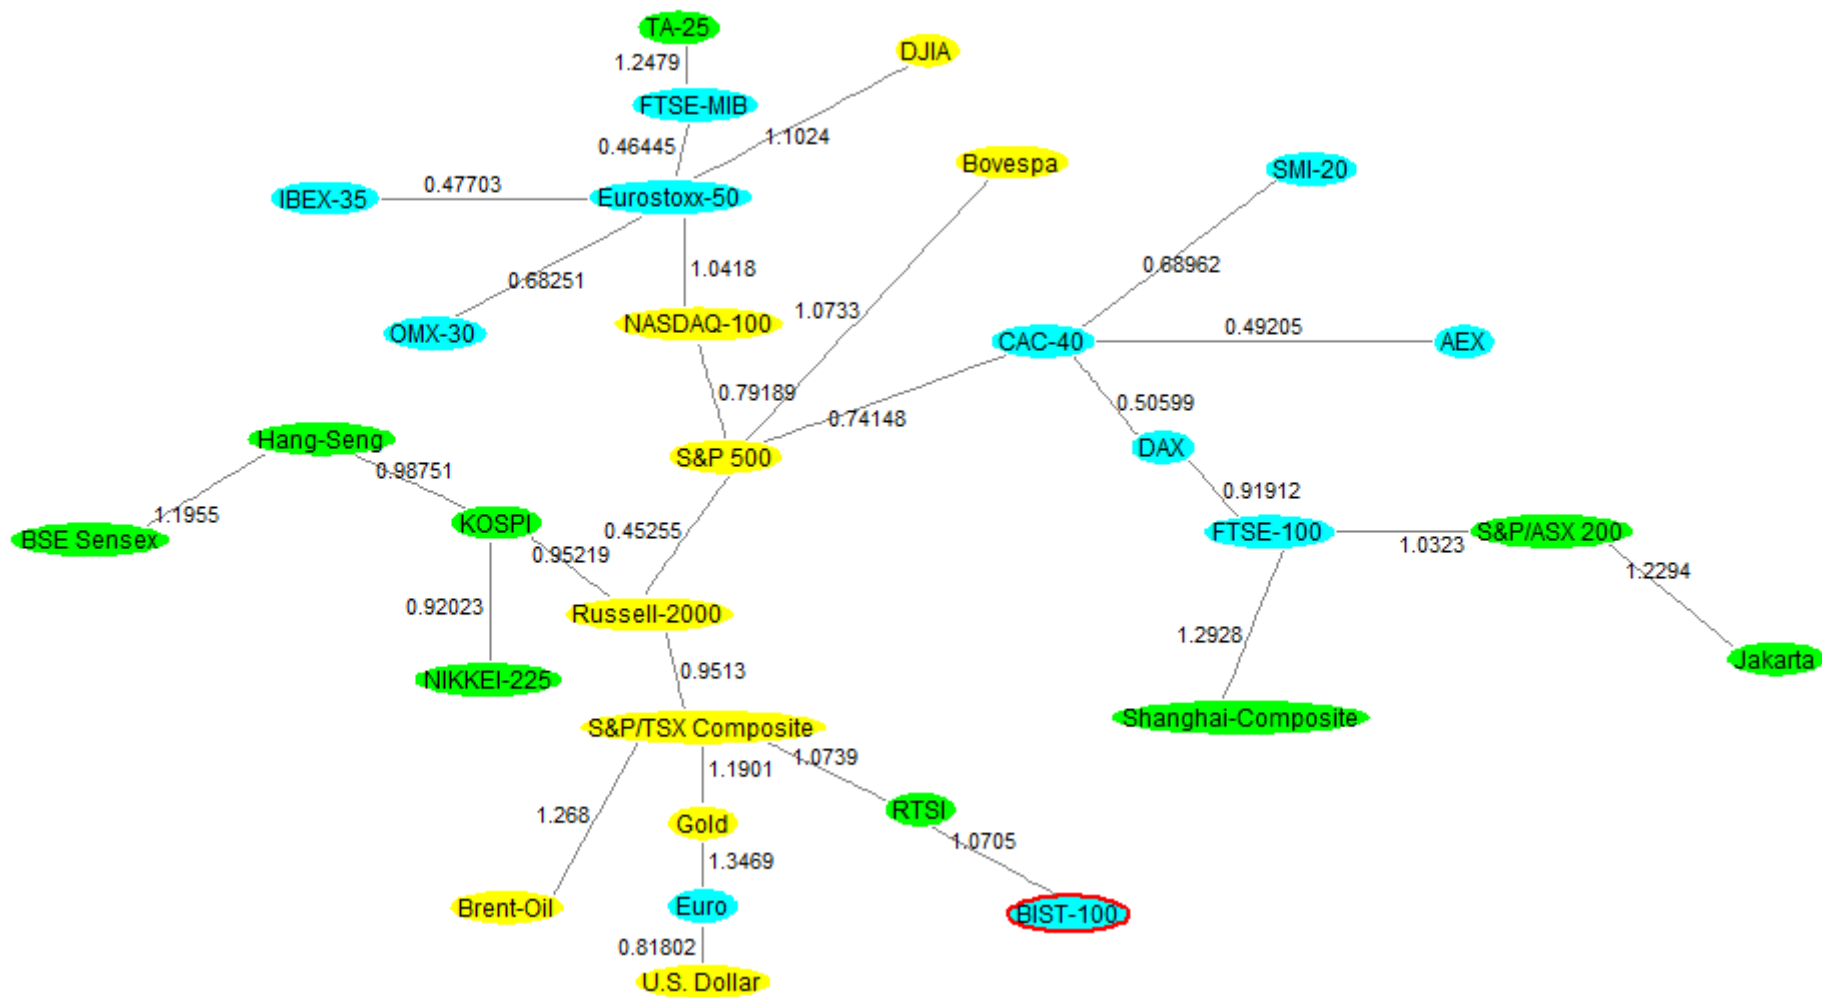 TA-25
DJIA
1.2479
FTSE-MIB
1.1024
0.46445
Bovespa
SMI-20
0.47703
IBEX-35
Eurostoxx-50
0.68251
1.0418
0.68962
1.0733
NASDAQ-100
0.49205
OMX-30
CAC-40
AEX
0.79189
0.50599
0.74148
Hang-Seng
DAX
S&P 500
0.98751
0.91912
1.1955
KOSPI
0.45255
BSE Sensex
0.95219
FTSE-100
S&P/ASX 200
1.0323
1.2294
0.92023
Russell-2000
1.2928
0.9513
Jakarta
NIKKEI-225
Shanghai-Composite
S&P/TSX Composite
1.0739
1.1901
1.268
RTSI
Gold
1.0705
1.3469
Brent-Oil
Euro
BIST-100
0.81802
U.S. Dollar